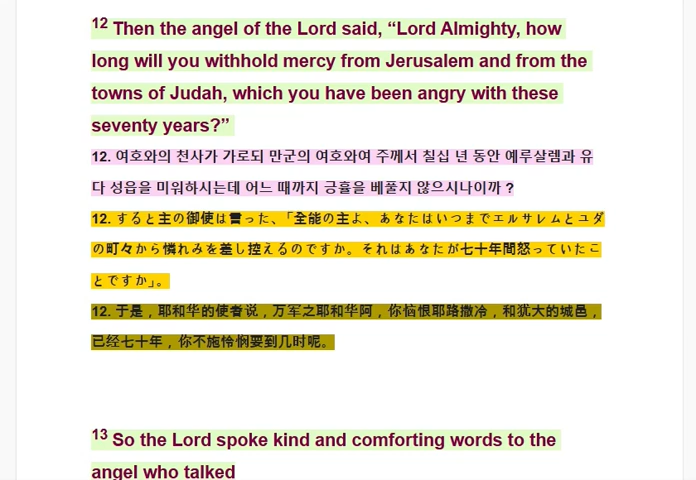 12 Then the angel of the Lord said, “Lord Almighty, how
long will you withhold mercy from Jerusalem and from the
towns of Judah, which you have been angry with these
seventy years?”
12. 여호와의 천사가 가로되 만군의 여호와여 주께서 칠십 년 동안 예루살렘과 유
다 성읍을 미워하시는데 어느 때까지 긍휼을 베풀지 않으시나이까 ?
12. すると主の御使は言った、「全能の主よ、あなたはいつまでエルサレムとユダ
の町々から憐れみを差し控えるのですか。それはあなたが七十年間怒っていたこ
とですか」。
12. 于是，耶和华的使者说，万军之耶和华阿，你恼恨耶路撒冷，和犹大的城邑，
已经七十年，你不施怜悯要到几时呢。
13 So the Lord spoke kind and comforting words to the
angel who talked